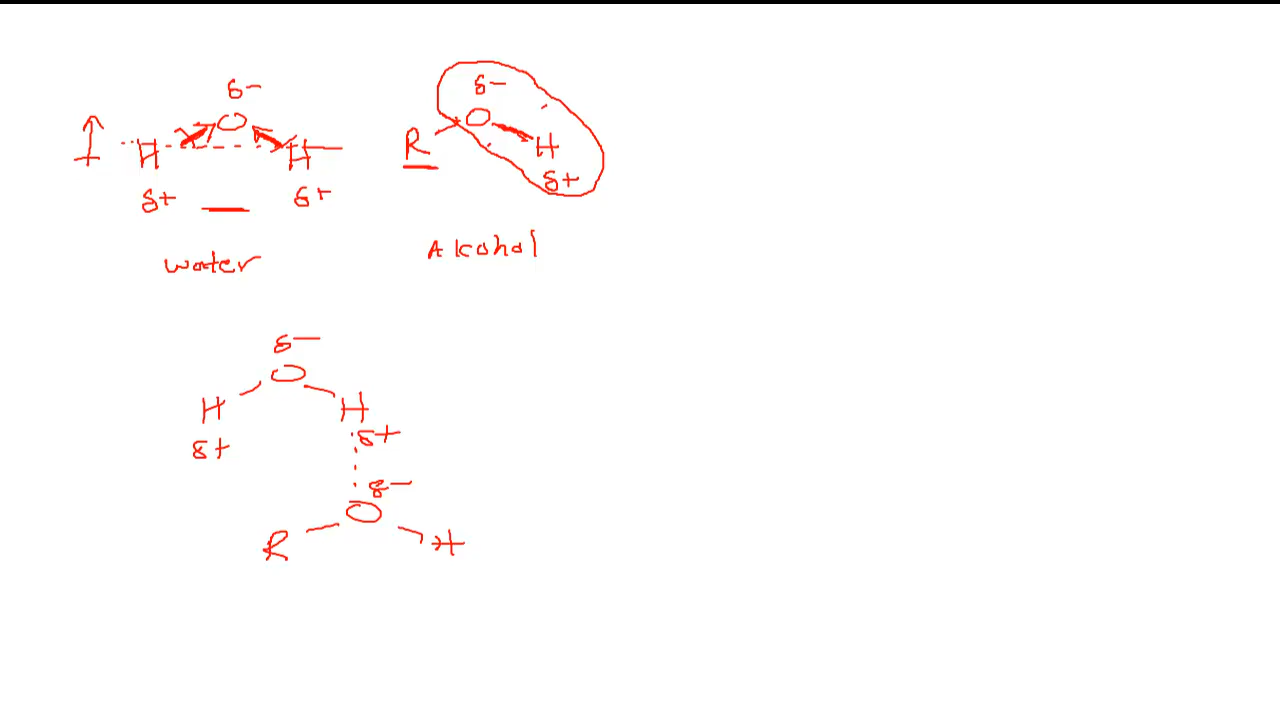 δ− δ−
O O
H H R H
δ+ δ+ δ+
water Alcohol
δ−
O
H H
δ+ δ+
δ−
O
R H